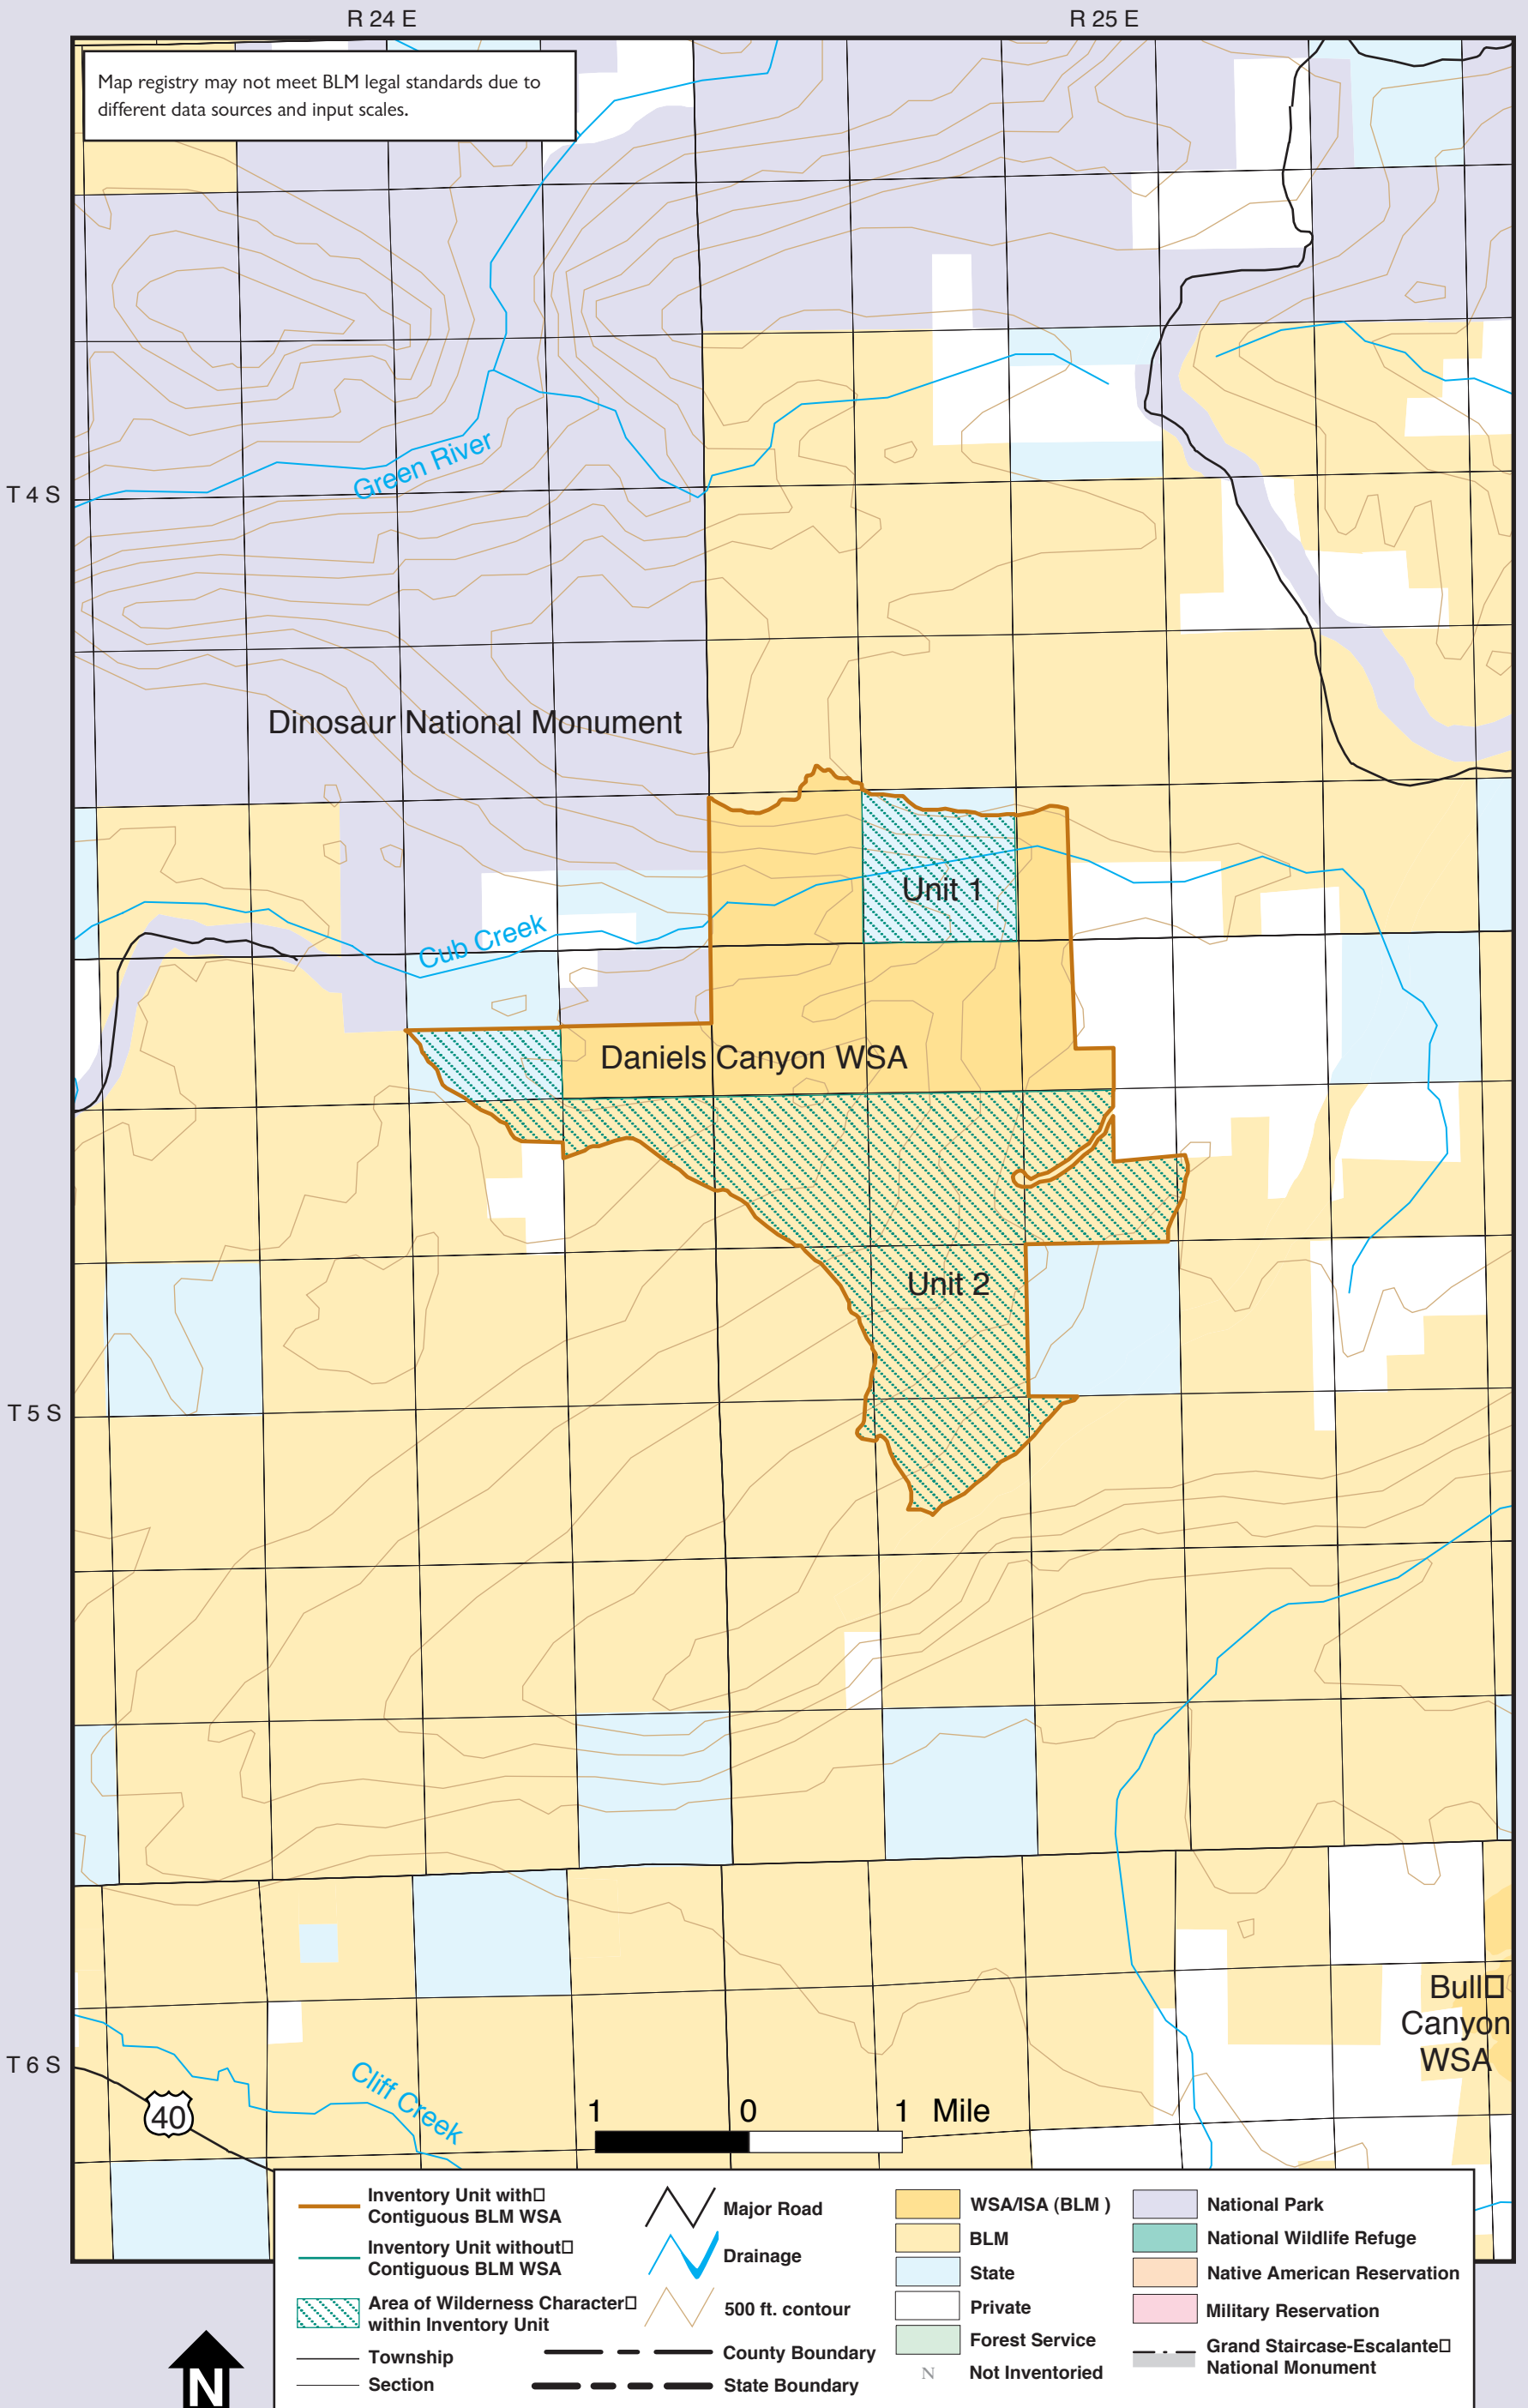 R 24 E
R 25 E
Map registry may not meet BLM legal standards due to
different data sources and input scales.
Green River
T 4 S
Dinosaur National Monument
Unit 1
Cub Creek
Daniels Canyon WSA
Unit 2
T 5 S
Bull
Canyon
WSA
T 6 S
Cliff Creek
40
1 0 1 Mile
Inventory Unit with
Contiguous BLM WSA
Inventory Unit without
Contiguous BLM WSA
Area of Wilderness Character
within Inventory Unit
Township
Section
Major Road
Drainage
500 ft. contour
County Boundary
State Boundary
WSA/ISA (BLM )
BLM
State
Private
Forest Service
N Not Inventoried
National Park
National Wildlife Refuge
Native American Reservation
Military Reservation
Grand Staircase-Escalante
National Monument
N